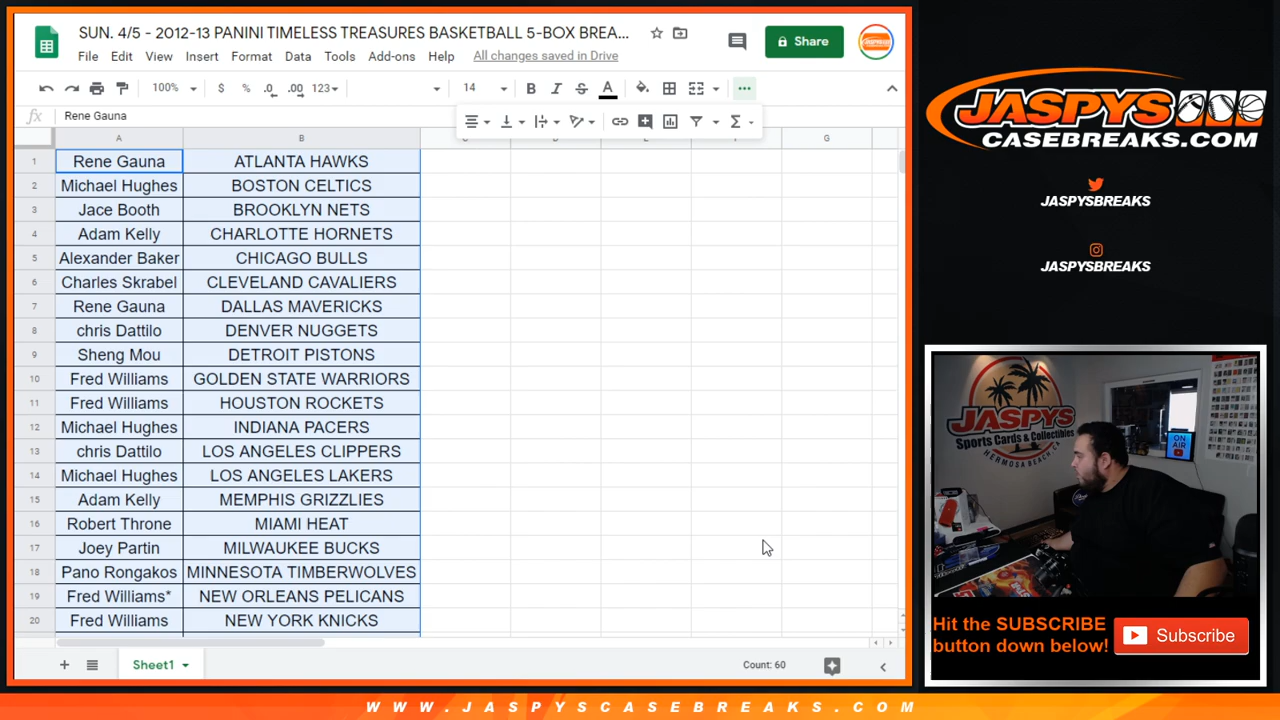 SUN. 4/5 - 2012-13 PANINI TIMELESS TREASURES BASKETBALL 5-BOX BREA...
File Edit View Insert Format Data Tools Add-ons Help All changes saved in Drive
Share
100% $ % .0 .00 123 14 B I S A
fx Rene Gauna
A B C D E F G
1 Rene Gauna ATLANTA HAWKS
2 Michael Hughes BOSTON CELTICS
3 Jace Booth BROOKLYN NETS
4 Adam Kelly CHARLOTTE HORNETS
5 Alexander Baker CHICAGO BULLS
6 Charles Skrabel CLEVELAND CAVALIERS
7 Rene Gauna DALLAS MAVERICKS
8 chris Dattilo DENVER NUGGETS
9 Sheng Mou DETROIT PISTONS
10 Fred Williams GOLDEN STATE WARRIORS
11 Fred Williams HOUSTON ROCKETS
12 Michael Hughes INDIANA PACERS
13 chris Dattilo LOS ANGELES CLIPPERS
14 Michael Hughes LOS ANGELES LAKERS
15 Adam Kelly MEMPHIS GRIZZLIES
16 Robert Throne MIAMI HEAT
17 Joey Partin MILWAUKEE BUCKS
18 Pano Rongakos MINNESOTA TIMBERWOLVES
19 Fred Williams* NEW ORLEANS PELICANS
20 Fred Williams NEW YORK KNICKS
Sheet1
Count: 60
JASPYS
CASEBREAKS.COM
JASPYSBREAKS
JASPYSBREAKS
JASPYS
Sports Cards & Collectibles
HERMOSA BEACH CA
ON AIR
Hit the SUBSCRIBE
button down below!
Subscribe
WWW.JASPYSCASEBREAKS.COM